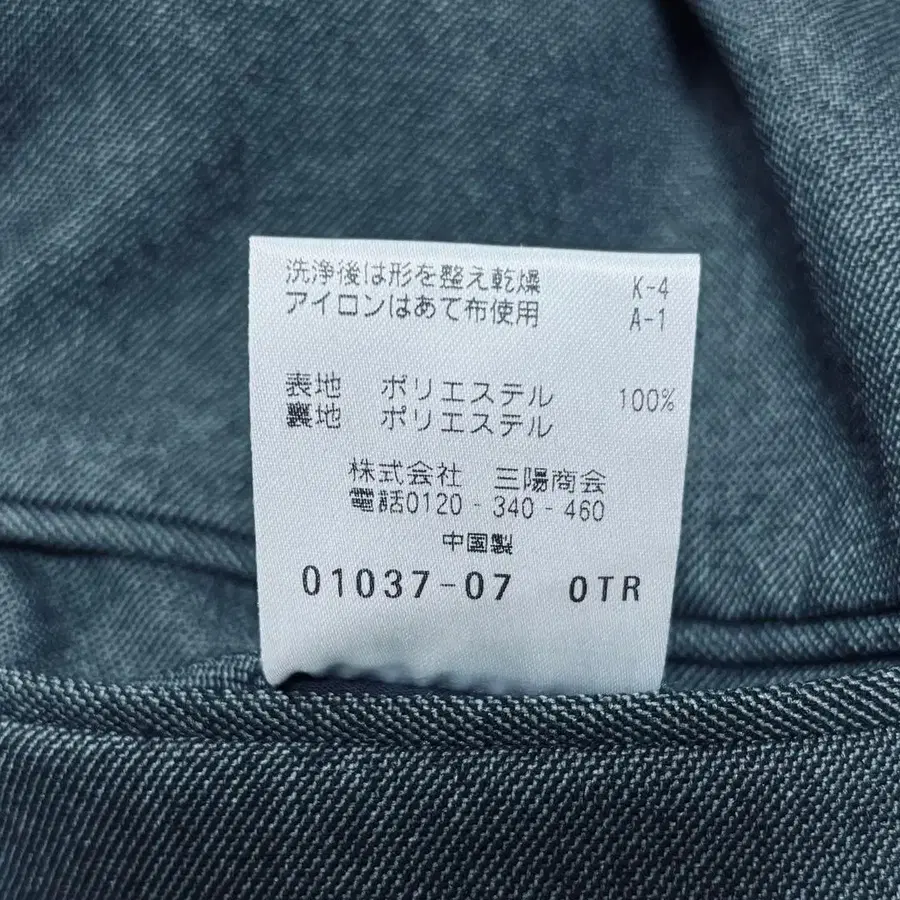 洗浄後は形を整え乾燥 K-4
アイロンはあて布使用 A-1
表地 ポリエステル 100%
裏地 ポリエステル
株式会社 三陽商会
電話0120-340-460
中国製
01037-07 OTR